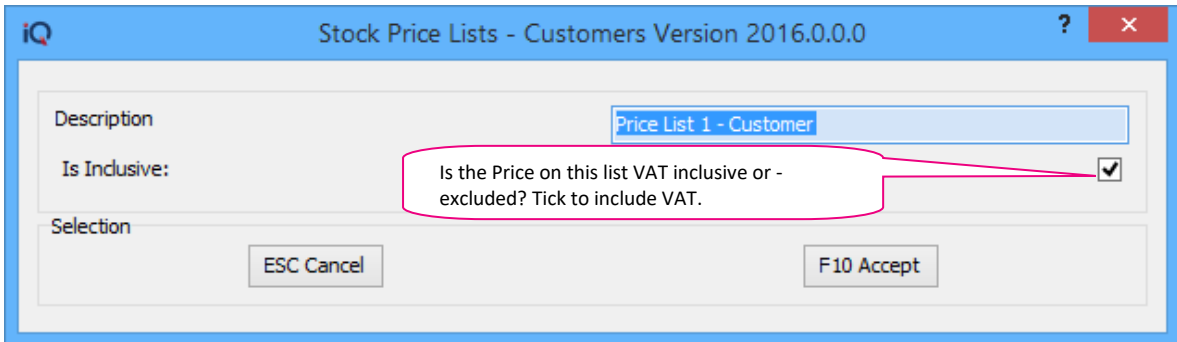 iQ
Stock Price Lists - Customers Version 2016.0.0.0
? ×
Description
Price List 1 - Customer
Is Inclusive:
Is the Price on this list VAT inclusive or -
excluded? Tick to include VAT.
Selection
ESC Cancel
F10 Accept